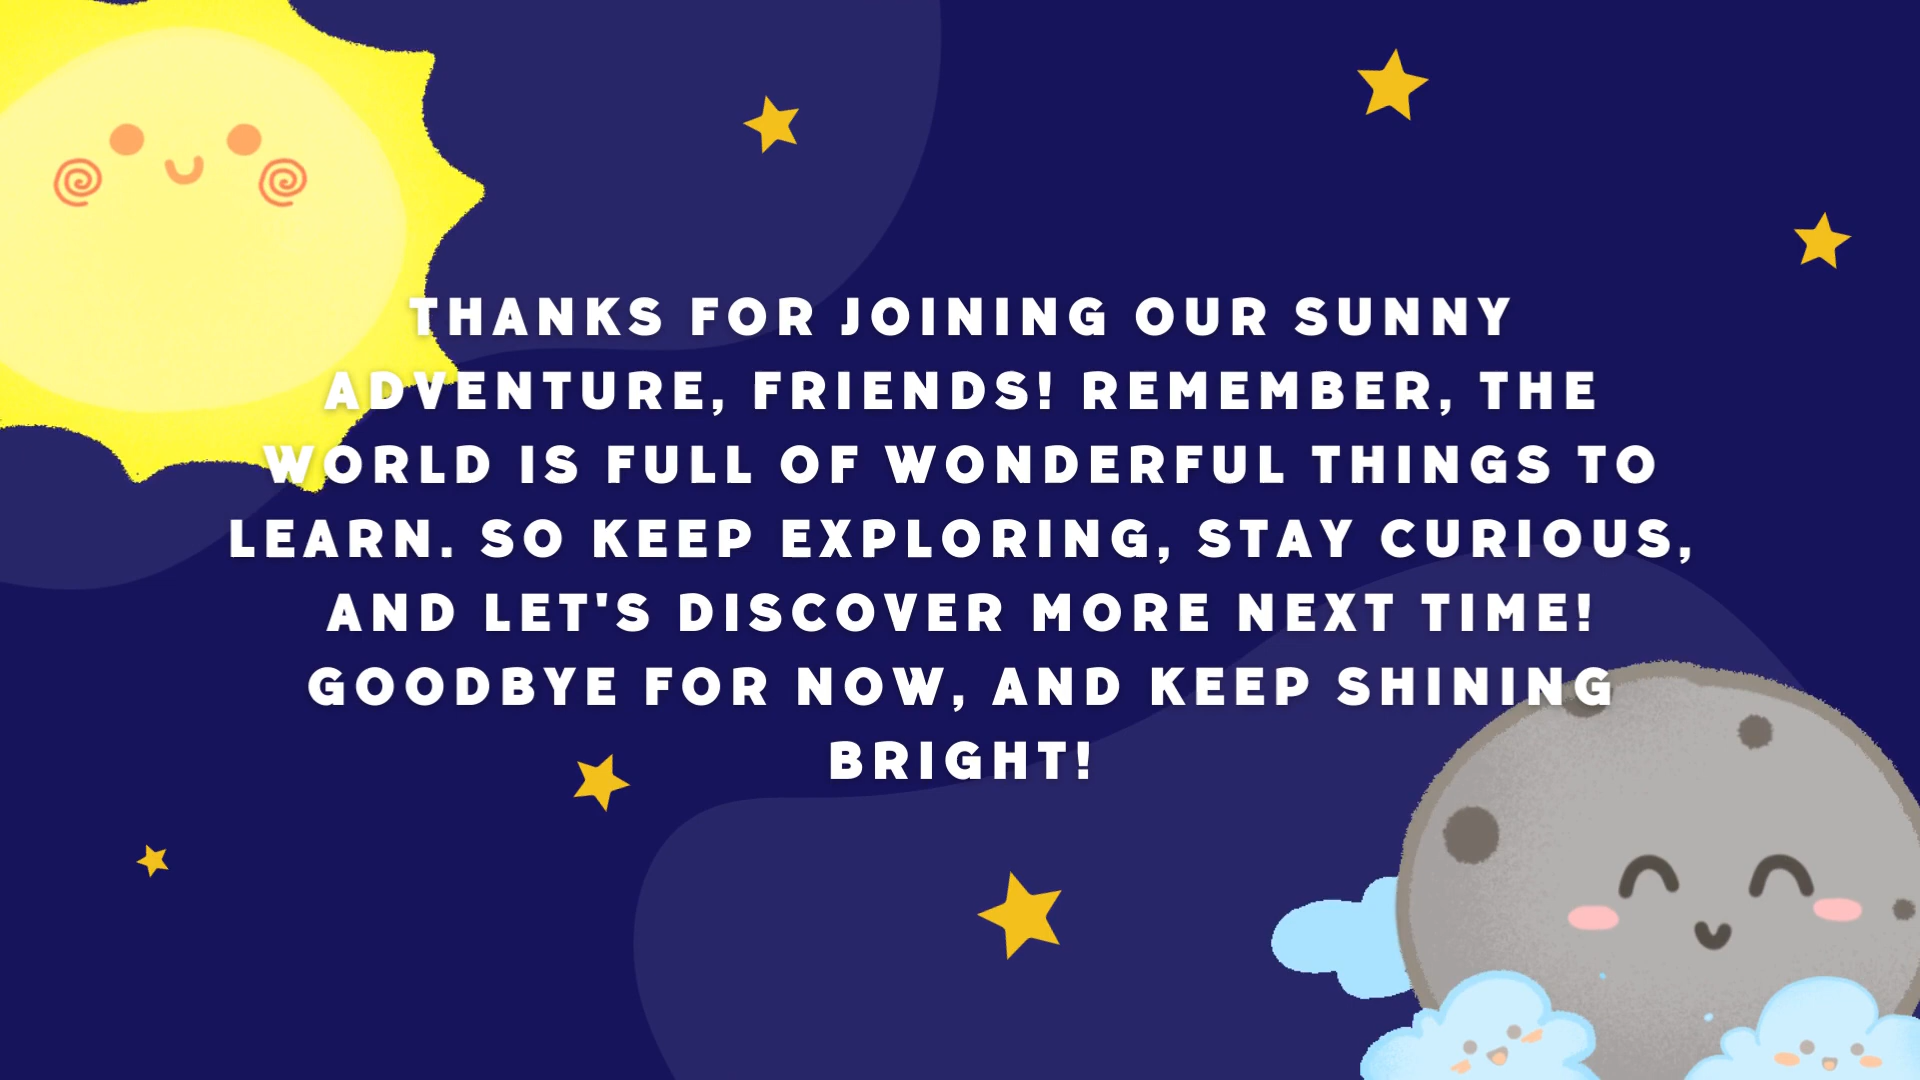 THANKS FOR JOINING OUR SUNNY
ADVENTURE, FRIENDS! REMEMBER, THE
WORLD IS FULL OF WONDERFUL THINGS TO
LEARN. SO KEEP EXPLORING, STAY CURIOUS,
AND LET'S DISCOVER MORE NEXT TIME!
GOODBYE FOR NOW, AND KEEP SHINING
BRIGHT!